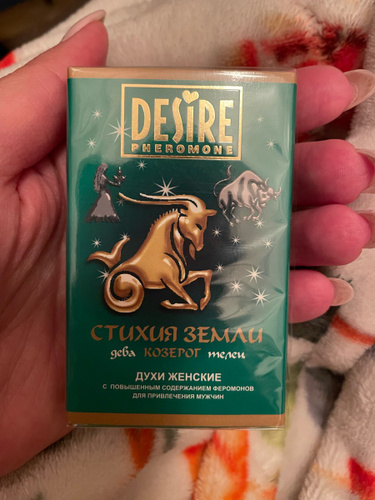 DESIRE
PHEROMONE
СТИХИЯ ЗЕМЛИ
дева КОЗЕРОГ телец
ДУХИ ЖЕНСКИЕ
С ПОВЫШЕННЫМ СОДЕРЖАНИЕМ ФЕРОМОНОВ
ДЛЯ ПРИВЛЕЧЕНИЯ МУЖЧИН